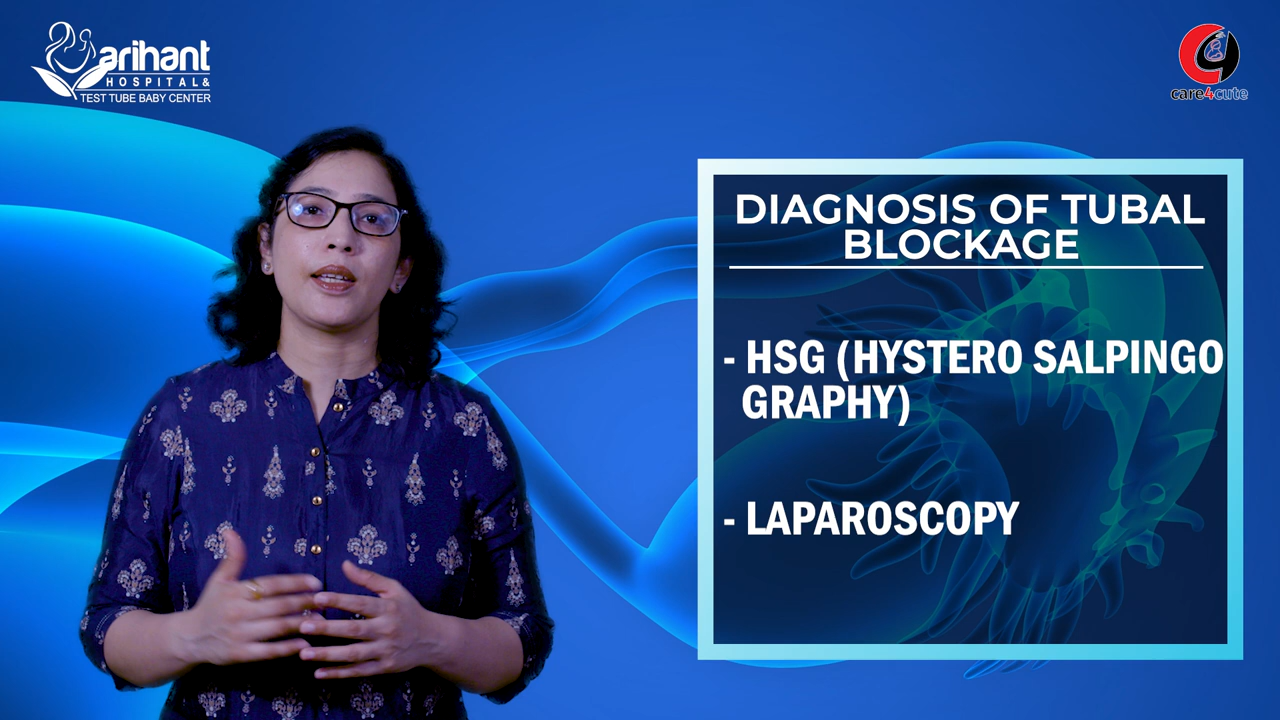 arihant
HOSPITAL &
TEST TUBE BABY CENTER
care4cute
DIAGNOSIS OF TUBAL
BLOCKAGE
- HSG (HYSTERO SALPINGO
GRAPHY)
- LAPAROSCOPY